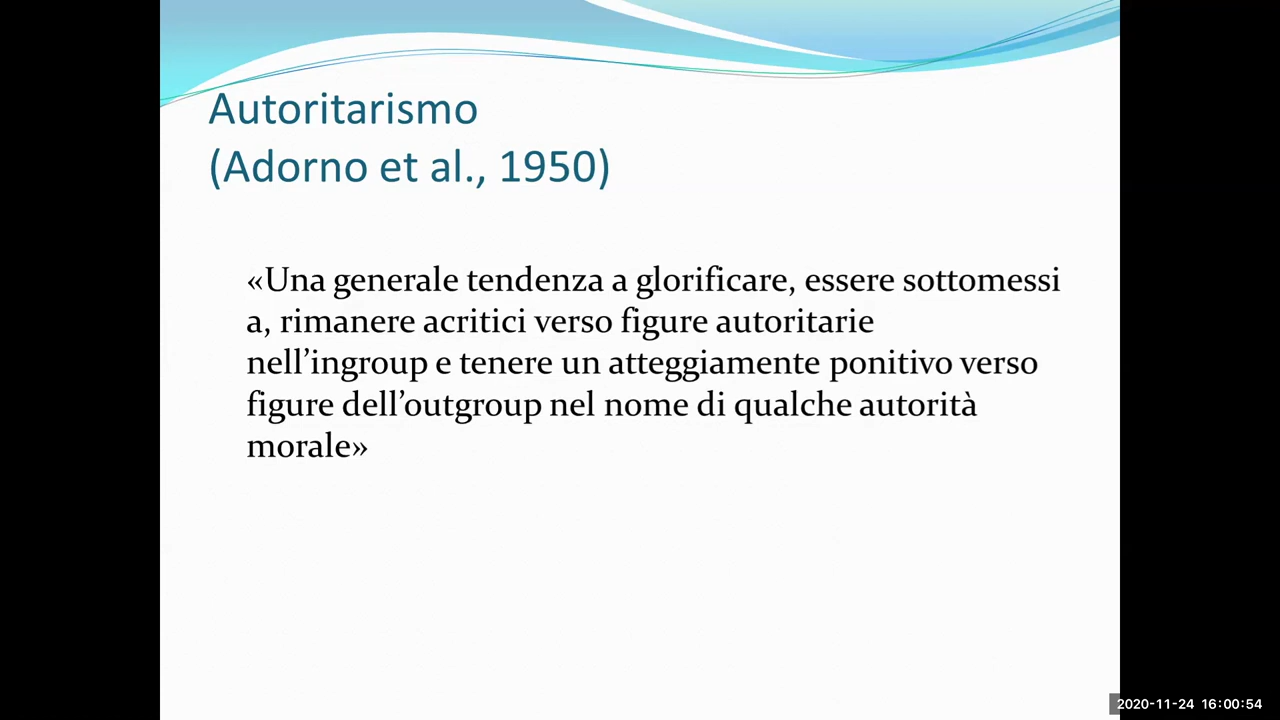 Autoritarismo
(Adorno et al., 1950)
«Una generale tendenza a glorificare, essere sottomessi
a, rimanere acritici verso figure autoritarie
nell’ingroup e tenere un atteggiamente ponitivo verso
figure dell’outgroup nel nome di qualche autorità
morale»
2020-11-24 16:00:54